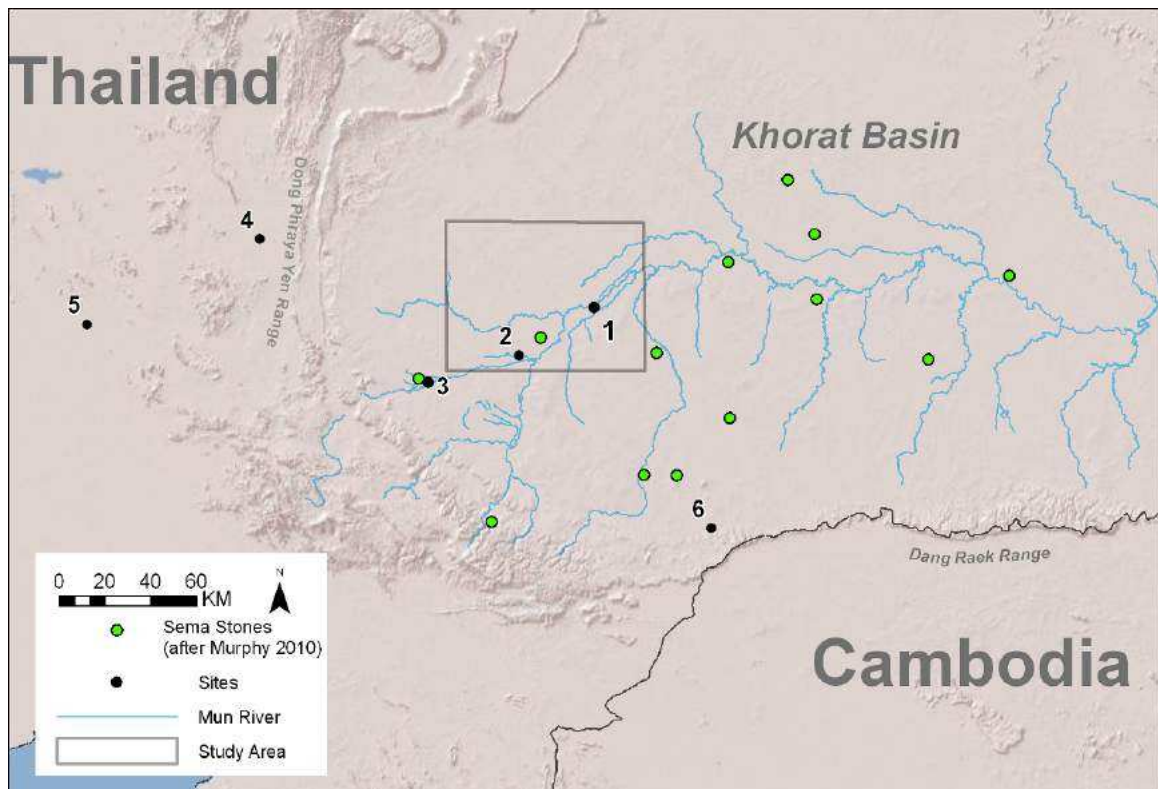 Thailand
Khorat Basin
Dong Phraya Yen Range
4
5
1
2
3
6
Dang Raek Range
Cambodia
0 20 40 60
KM
N
Sema Stones
(after Murphy 2010)
Sites
Mun River
Study Area